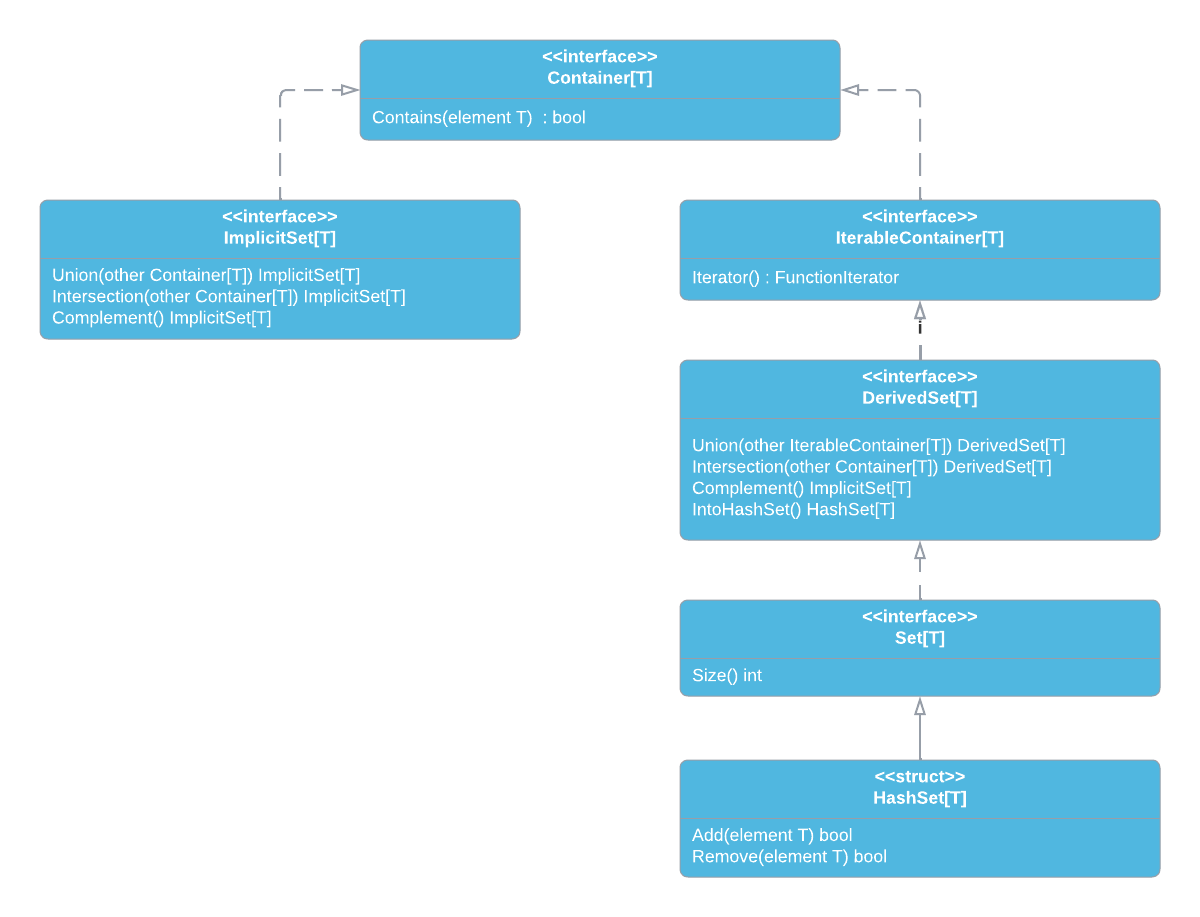 <<interface>>
Container[T]
Contains(element T)  : bool
<<interface>>
ImplicitSet[T]
Union(other Container[T]) ImplicitSet[T]
Intersection(other Container[T]) ImplicitSet[T]
Complement() ImplicitSet[T]
<<interface>>
IterableContainer[T]
Iterator() : FunctionIterator
<<interface>>
DerivedSet[T]
Union(other IterableContainer[T]) DerivedSet[T]
Intersection(other Container[T]) DerivedSet[T]
Complement() ImplicitSet[T]
IntoHashSet() HashSet[T]
<<interface>>
Set[T]
Size() int
<<struct>>
HashSet[T]
Add(element T) bool
Remove(element T) bool